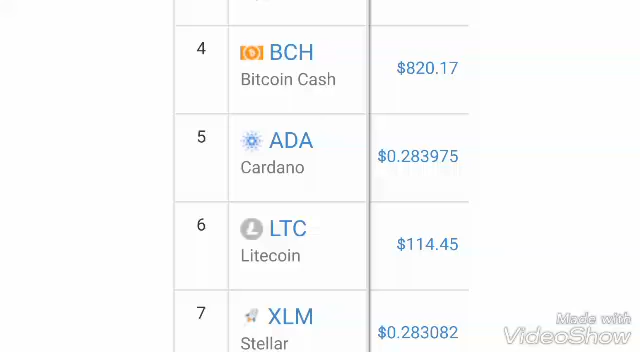 4
BCH
Bitcoin Cash
$820.17
5
ADA
Cardano
$0.283975
6
LTC
Litecoin
$114.45
7
XLM
Stellar
$0.283082
Made with
VideoShow